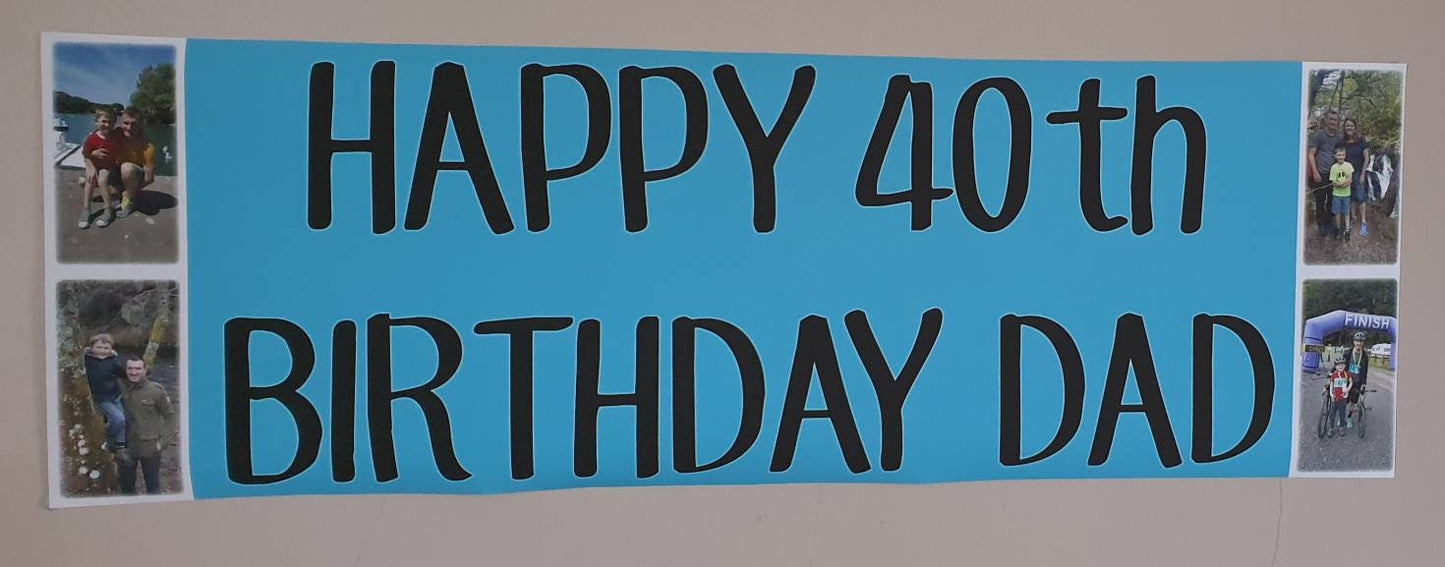 HAPPY 40th
BIRTHDAY DAD
FINISH